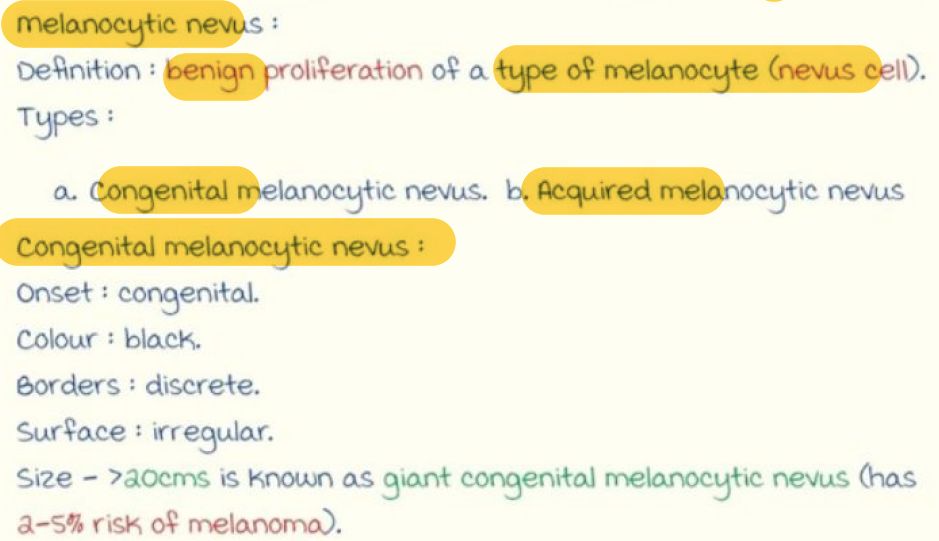 melanocytic nevus :
Definition : benign proliferation of a type of melanocyte (nevus cell).
Types :
a. Congenital melanocytic nevus. b. Acquired melanocytic nevus
Congenital melanocytic nevus :
Onset : congenital.
Colour : black.
Borders : discrete.
Surface : irregular.
Size - >20cms is known as giant congenital melanocytic nevus (has
2-5% risk of melanoma).